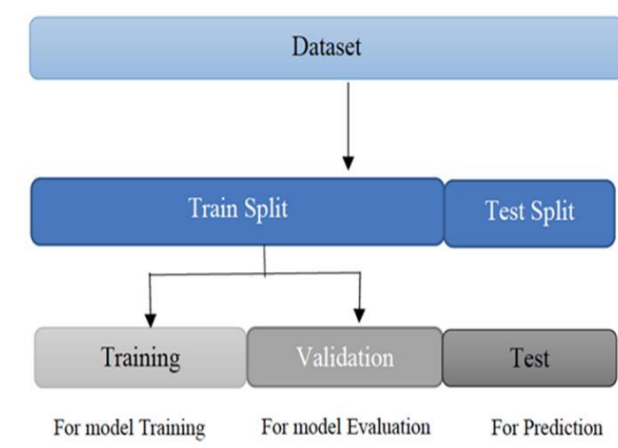 Dataset
Train Split
Test Split
Training
Validation
Test
For model Training
For model Evaluation
For Prediction